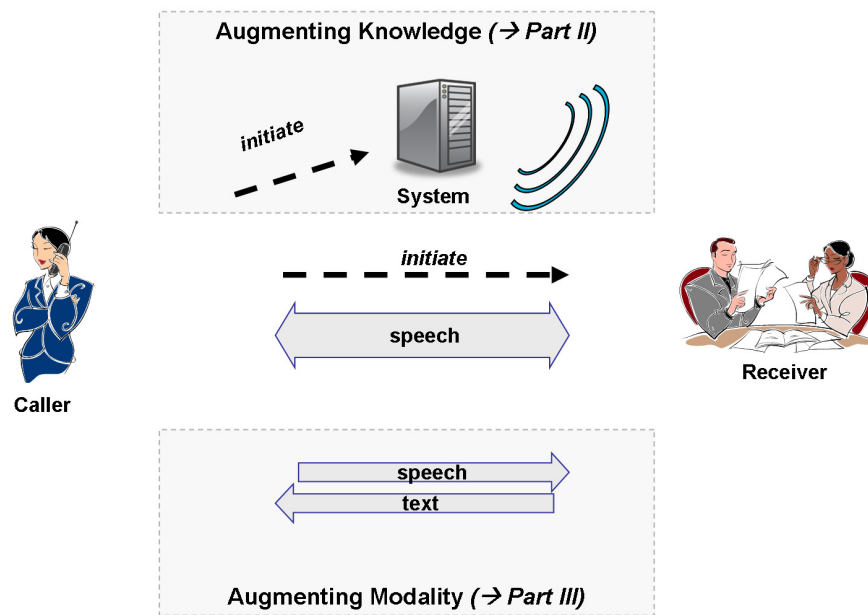 Augmenting Knowledge (→ Part II)
initiate
System
initiate
speech
Caller
Receiver
speech
text
Augmenting Modality (→ Part III)